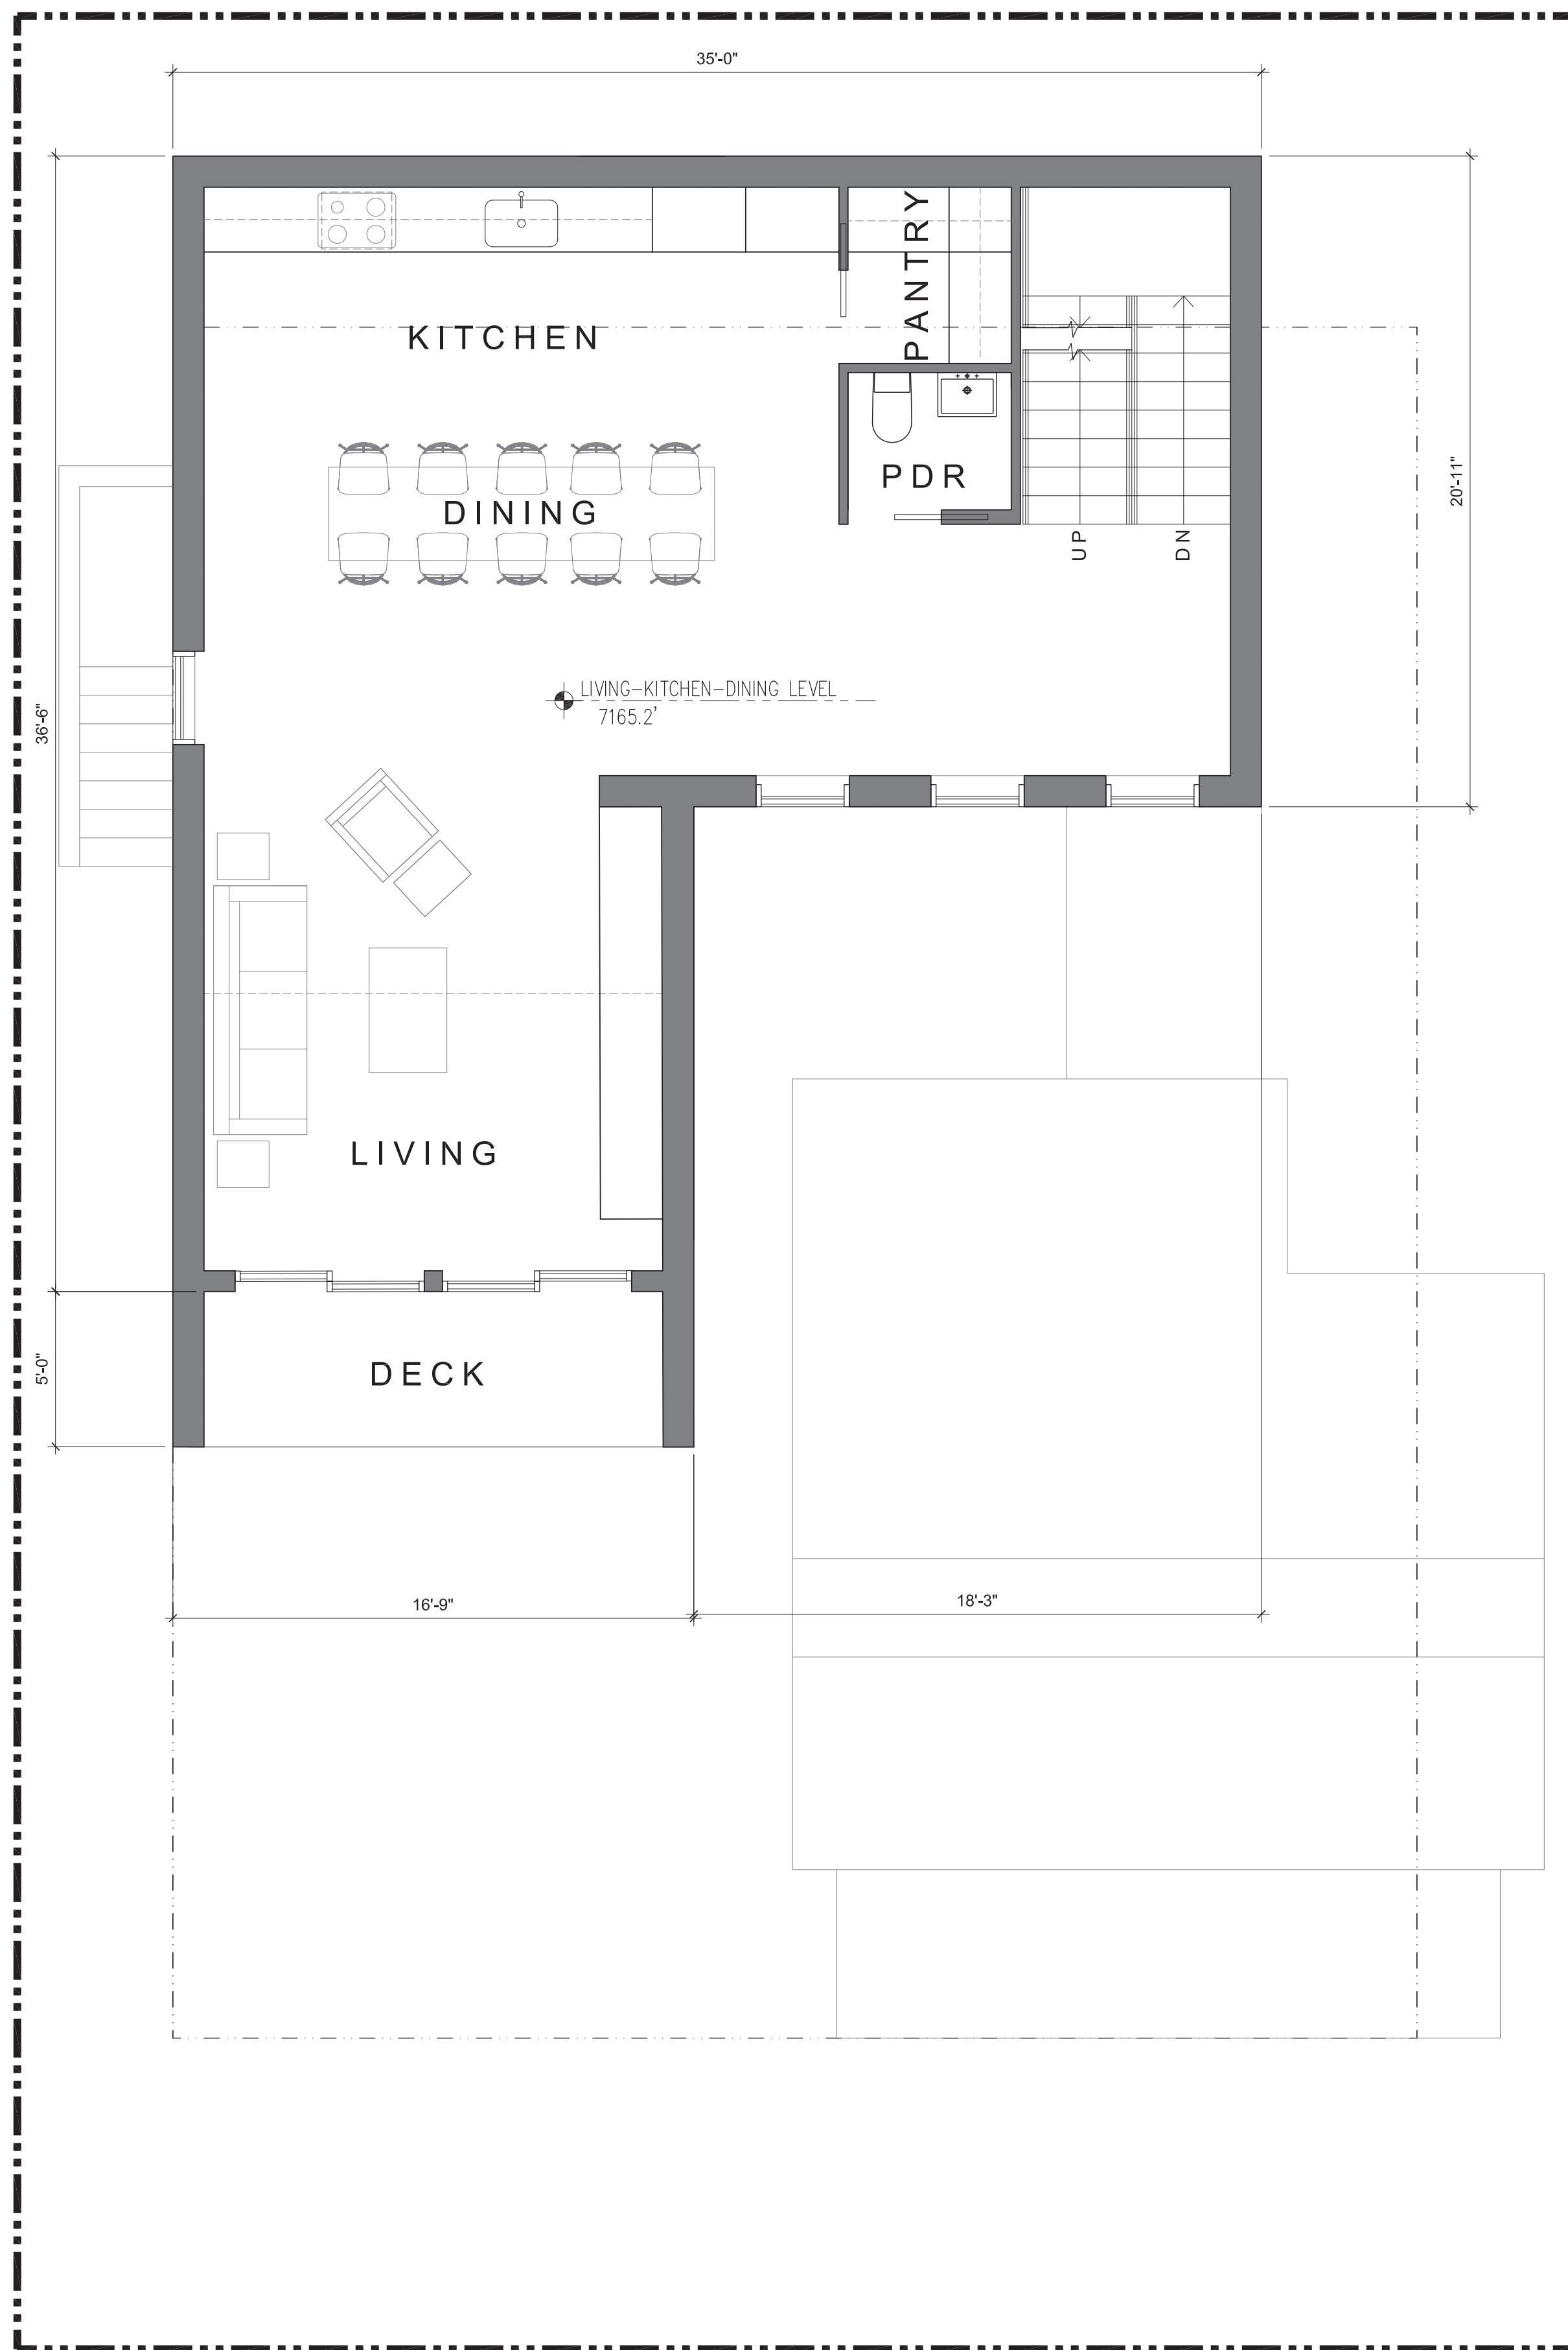 35'-0"
PANTRY
KITCHEN
PDR
20'-11"
DINING
UP
DN
LIVING-KITCHEN-DINING LEVEL
7165.2'
36'-6"
LIVING
5'-0"
DECK
16'-9"
18'-3"